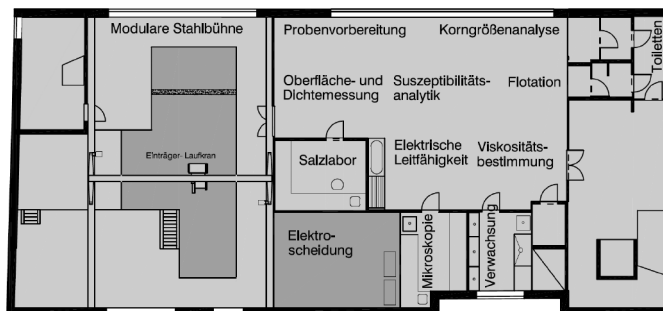 Modulare Stahlbühne
Probenvorbereitung
Korngrößenanalyse
Toiletten
Oberfläche- und
Dichtemessung
Suszeptibilitäts-
analytik
Flotation
Einträger- Laufkran
Salzlabor
Elektrische
Leitfähigkeit
Viskositäts-
bestimmung
Elektro-
scheidung
Mikroskopie
Verwachsung